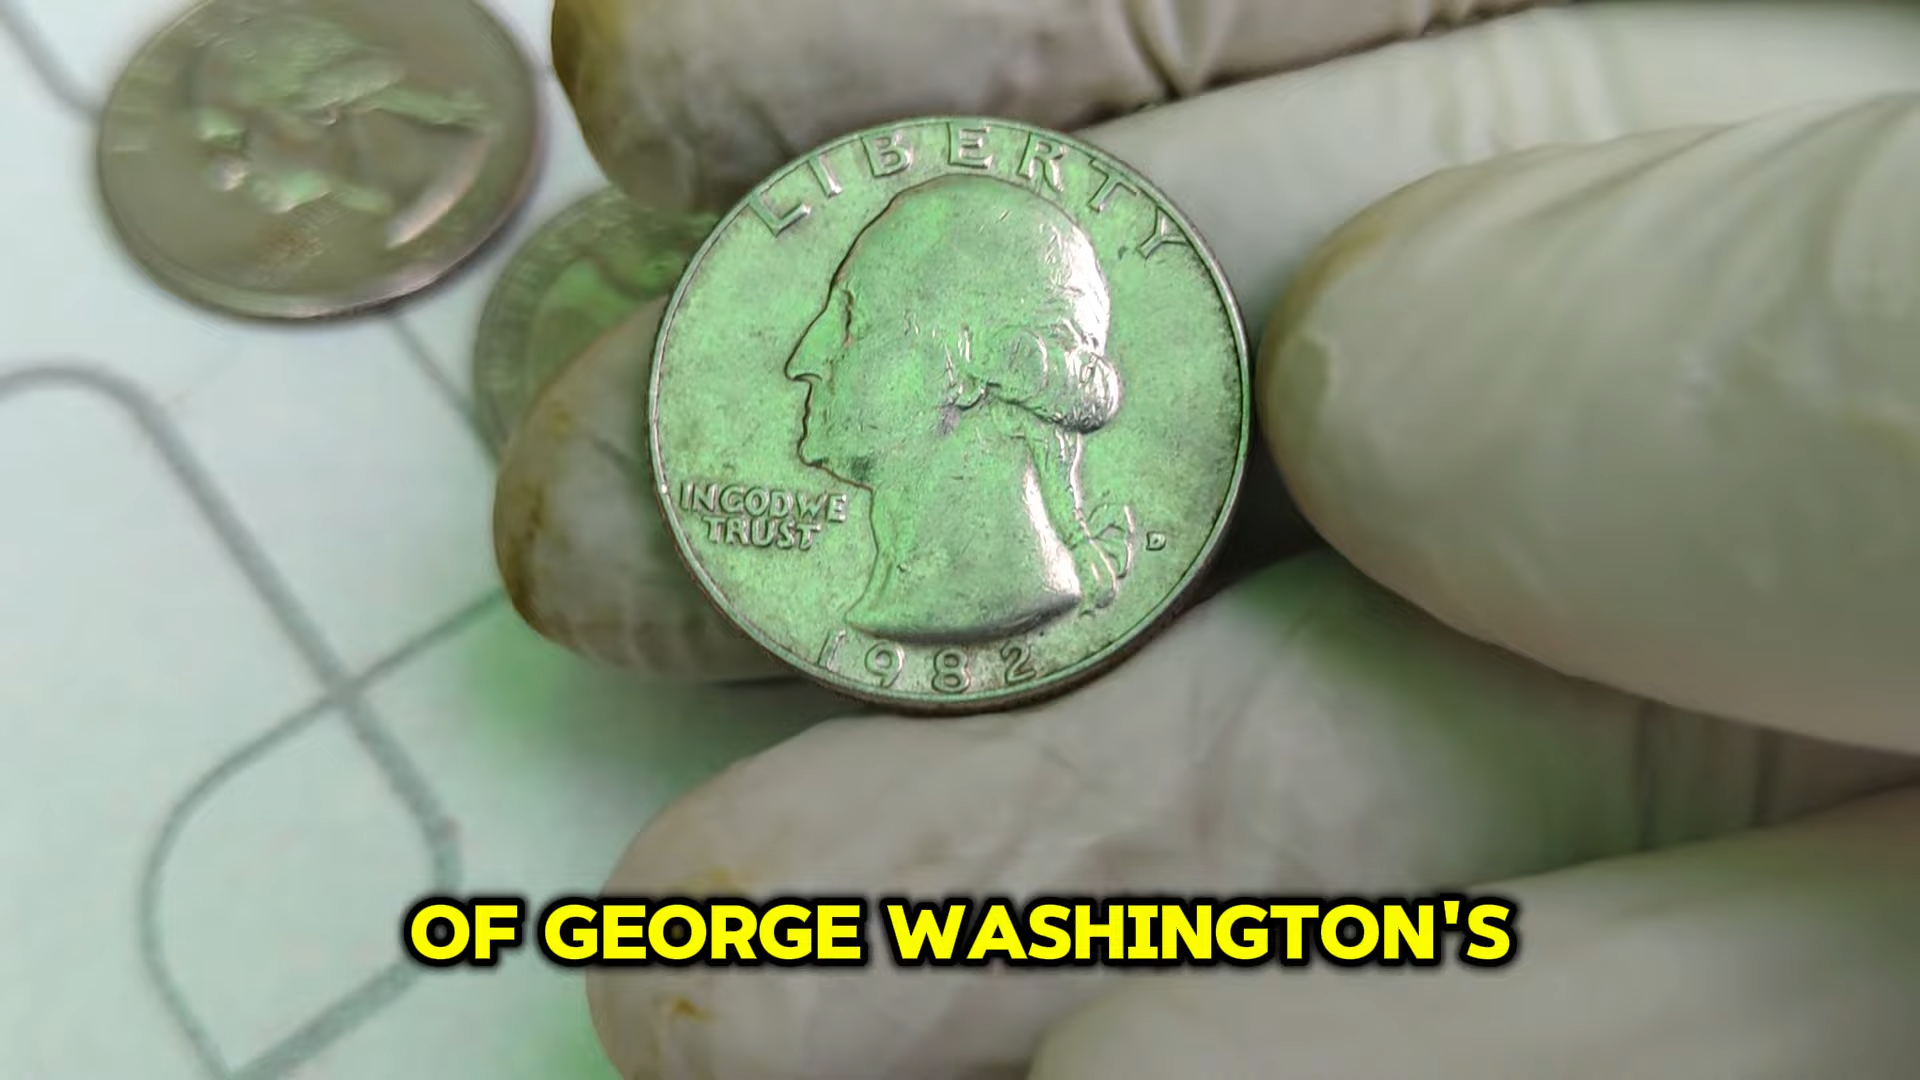 LIBERTY
IN GOD WE
TRUST
D
1982
OF GEORGE WASHINGTON'S